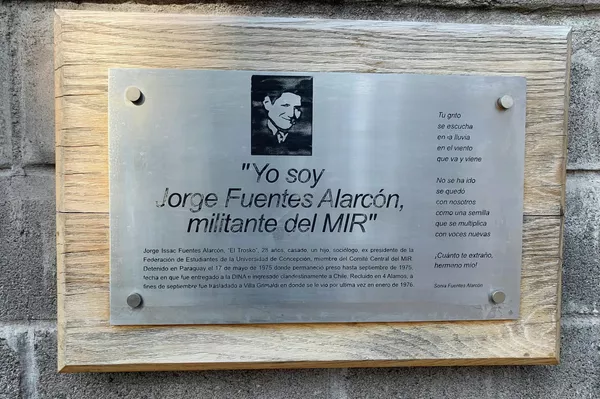 "Yo soy
Jorge Fuentes Alarcón,
militante del MIR"
Jorge Issac Fuentes Alarcón, "El Trosko", 28 años, casado, un hijo, sociólogo, ex presidente de la
Federación de Estudiantes de la Universidad de Concepción, miembro del Comité Central del MIR.
Detenido en Paraguay el 17 de mayo de 1975 donde permaneció preso hasta septiembre de 1975,
fecha en que fue entregado a la DINA e ingresado clandestinamente a Chile. Recluido en 4 Álamos, a
fines de septiembre fue trasladado a Villa Grimaldi en donde se le vio por última vez en enero de 1976.
Tu grito
se escucha
en la lluvia
en el viento
que va y viene
No se ha ido
se quedó
con nosotros
como una semilla
que se multiplica
con voces nuevas
¡Cuánto te extraño,
hermano mío!
Sonia Fuentes Alarcón